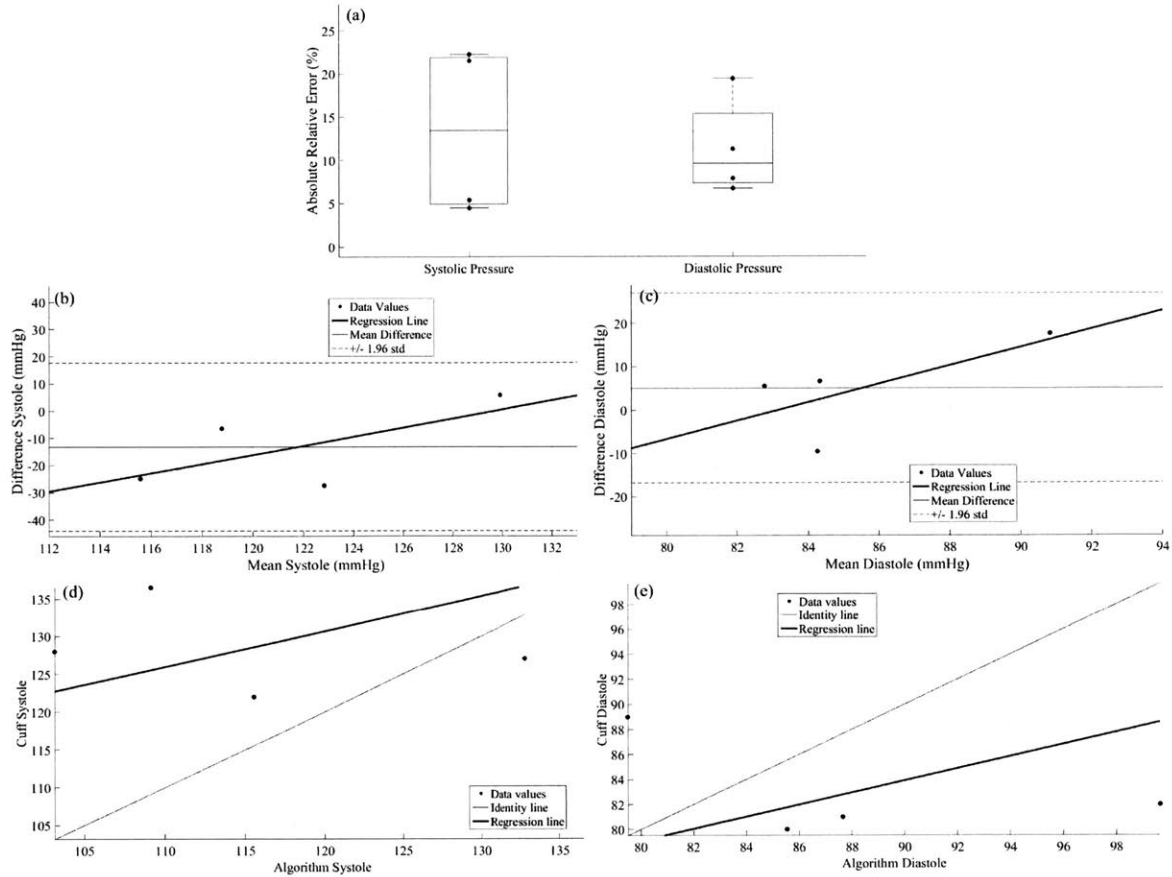 (a)
Absolute Relative Error (%)
25
20
15
10
5
0
Systolic Pressure
Diastolic Pressure
(b)
Difference Systole (mmHg)
40
30
20
10
0
-10
-20
-30
-40
Data Values
Regression Line
Mean Difference
+/- 1.96 std
112 114 116 118 120 122 124 126 128 130 132
Mean Systole (mmHg)
(c)
Difference Diastole (mmHg)
20
10
0
-10
-20
Data Values
Regression Line
Mean Difference
+/- 1.96 std
80 82 84 86 88 90 92 94
Mean Diastole (mmHg)
(d)
Cuff Systole
135
130
125
120
115
110
105
Data values
Identity line
Regression line
105 110 115 120 125 130 135
Algorithm Systole
(e)
Cuff Diastole
98
96
94
92
90
88
86
84
82
80
Data values
Identity line
Regression line
80 82 84 86 88 90 92 94 96 98
Algorithm Diastole